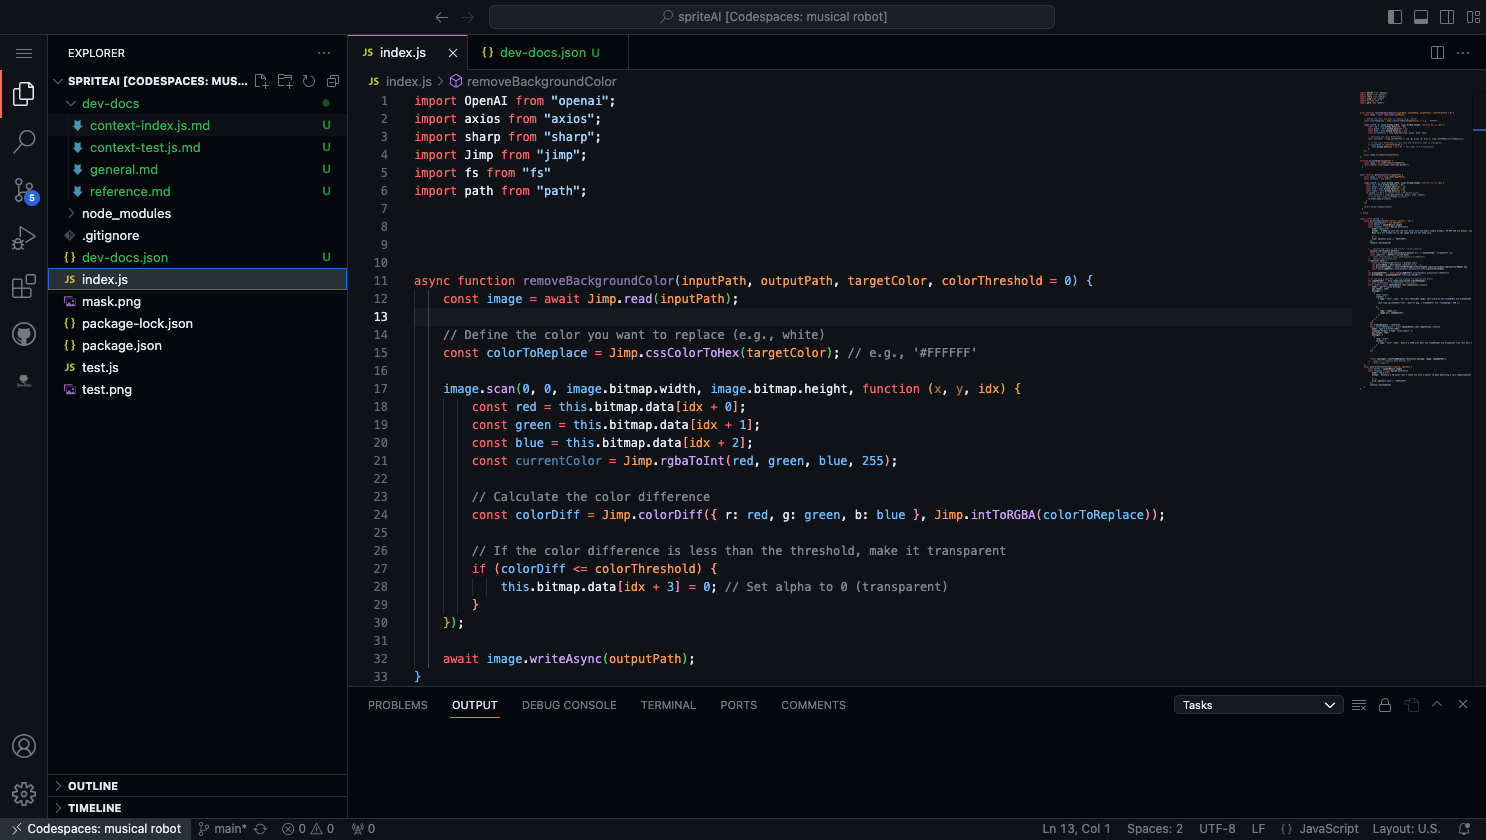 spriteAI [Codespaces: musical robot]
EXPLORER
SPRITEAI [CODESPACES: MUS...
dev-docs
context-index.js.md U
context-test.js.md U
general.md U
reference.md U
node_modules
.gitignore
{} dev-docs.json U
JS index.js
mask.png
{} package-lock.json
{} package.json
JS test.js
test.png
OUTLINE
TIMELINE
5
JS index.js
{} dev-docs.json U
JS index.js > removeBackgroundColor
1 import OpenAI from "openai";
2 import axios from "axios";
3 import sharp from "sharp";
4 import Jimp from "jimp";
5 import fs from "fs"
6 import path from "path";
7
8
9
10
11 async function removeBackgroundColor(inputPath, outputPath, targetColor, colorThreshold = 0) {
12 const image = await Jimp.read(inputPath);
13
14 // Define the color you want to replace (e.g., white)
15 const colorToReplace = Jimp.cssColorToHex(targetColor); // e.g., '#FFFFFF'
16
17 image.scan(0, 0, image.bitmap.width, image.bitmap.height, function (x, y, idx) {
18 const red = this.bitmap.data[idx + 0];
19 const green = this.bitmap.data[idx + 1];
20 const blue = this.bitmap.data[idx + 2];
21 const currentColor = Jimp.rgbaToInt(red, green, blue, 255);
22
23 // Calculate the color difference
24 const colorDiff = Jimp.colorDiff({ r: red, g: green, b: blue }, Jimp.intToRGBA(colorToReplace));
25
26 // If the color difference is less than the threshold, make it transparent
27 if (colorDiff <= colorThreshold) {
28 this.bitmap.data[idx + 3] = 0; // Set alpha to 0 (transparent)
29 }
30 });
31
32 await image.writeAsync(outputPath);
33 }
PROBLEMS OUTPUT DEBUG CONSOLE TERMINAL PORTS COMMENTS
Tasks
Codespaces: musical robot main* 0 0 0
Ln 13, Col 1 Spaces: 2 UTF-8 LF {} JavaScript Layout: U.S.